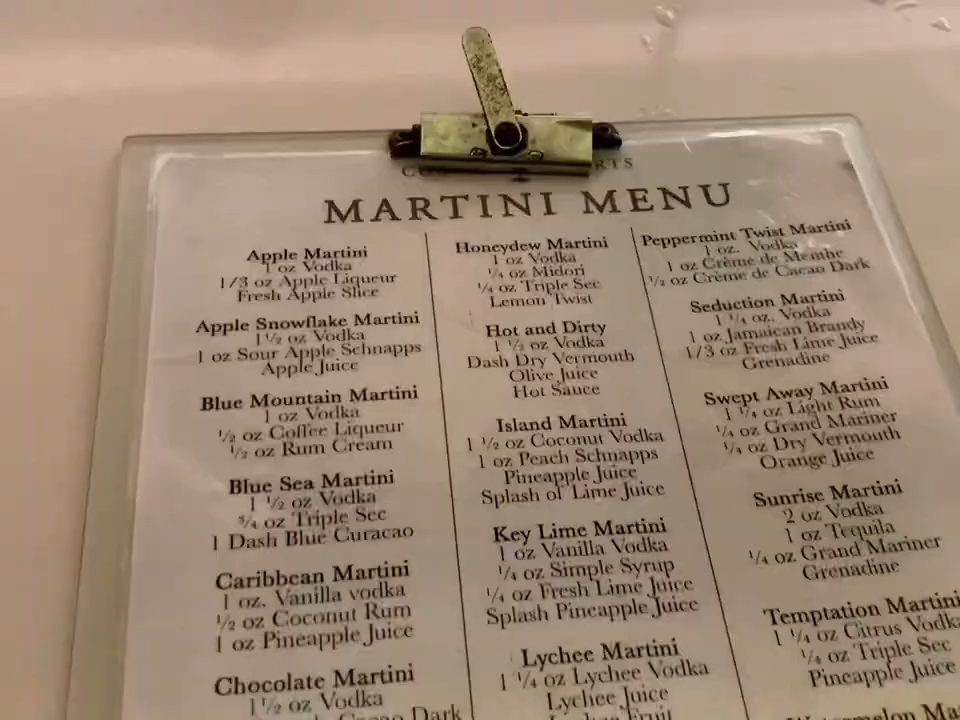 MARTINI MENU
Apple Martini
1 oz Vodka
1/3 oz Apple Liqueur
Fresh Apple Slice
Apple Snowflake Martini
1 ½ oz Vodka
1 oz Sour Apple Schnapps
Apple Juice
Blue Mountain Martini
1 oz Vodka
½ oz Coffee Liqueur
½ oz Rum Cream
Blue Sea Martini
1 ½ oz Vodka
¾ oz Triple Sec
1 Dash Blue Curacao
Caribbean Martini
1 oz. Vanilla vodka
½ oz Coconut Rum
1 oz Pineapple Juice
Chocolate Martini
1 ½ oz Vodka
Cacao Dark
Honeydew Martini
1 oz Vodka
¼ oz Midori
¼ oz Triple Sec
Lemon Twist
Hot and Dirty
1 ½ oz Vodka
Dash Dry Vermouth
Olive Juice
Hot Sauce
Island Martini
1 ½ oz Coconut Vodka
1 oz Peach Schnapps
Pineapple Juice
Splash of Lime Juice
Key Lime Martini
1 oz Vanilla Vodka
¼ oz Simple Syrup
¼ oz Fresh Lime Juice
Splash Pineapple Juice
Lychee Martini
1 ¼ oz Lychee Vodka
Lychee Juice
Lychee Fruit
Peppermint Twist Martini
1 oz. Vodka
1 oz Crème de Menthe
½ oz Crème de Cacao Dark
Seduction Martini
1 ¼ oz. Vodka
1 oz Jamaican Brandy
1/3 oz Fresh Lime Juice
Grenadine
Swept Away Martini
1 ¼ oz Light Rum
¼ oz Grand Mariner
¼ oz Dry Vermouth
Orange Juice
Sunrise Martini
2 oz Vodka
1 oz Tequila
¼ oz Grand Mariner
Grenadine
Temptation Martini
1 ¼ oz Citrus Vodka
¼ oz Triple Sec
Pineapple Juice